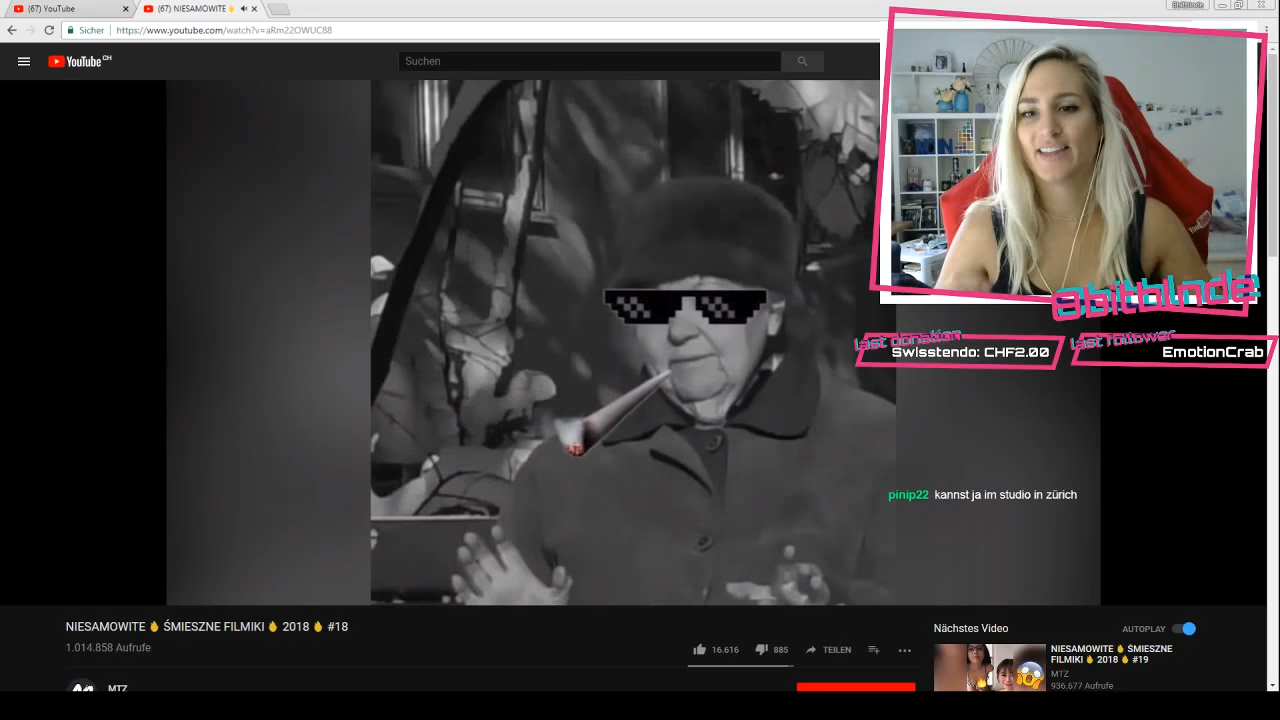 (67) YouTube
(67) NIESAMOWITE
8bitblnde
Sicher
https://www.youtube.com/watch?v=aRm22OWUC88
YouTube CH
Suchen
8bitblnde
last donation
Swisstendo: CHF2.00
last follower
EmotionCrab
pinip22 kannst ja im studio in zürich
NIESAMOWITE 🔥 ŚMIESZNE FILMIKI 🔥 2018 🔥 #18
1.014.858 Aufrufe
16.616
885
TEILEN
MTZ
Nächstes Video
AUTOPLAY
NIESAMOWITE 🔥 ŚMIESZNE
FILMIKI 🔥 2018 🔥 #19
MTZ
936.677 Aufrufe